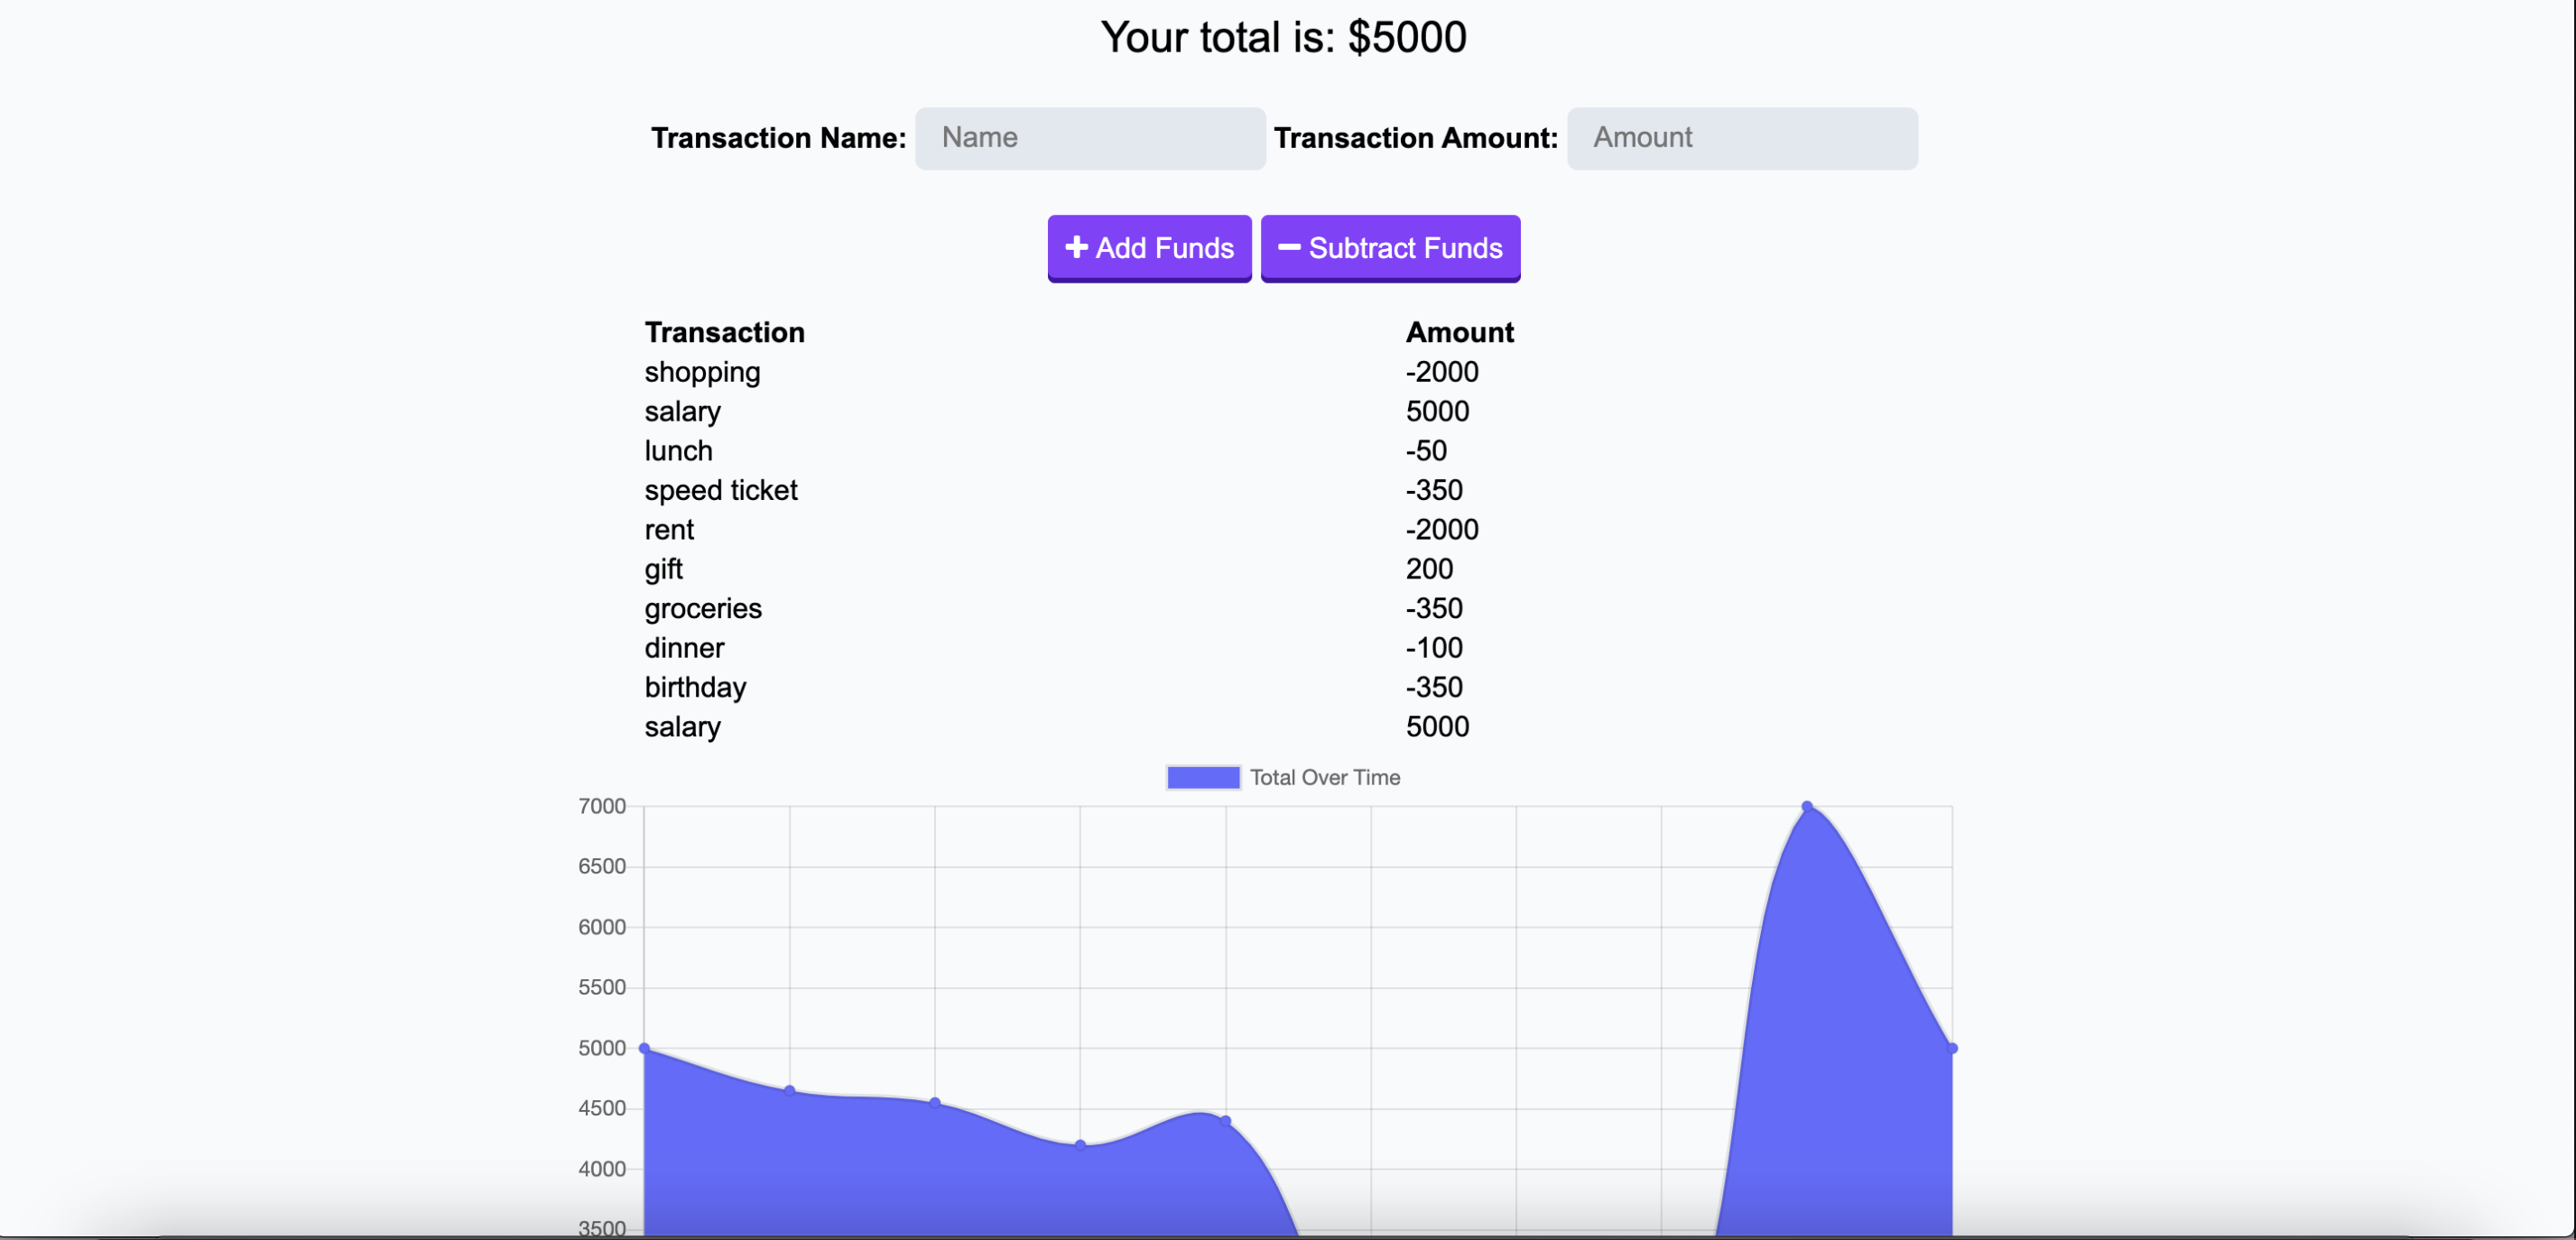 Your total is: $5000
Transaction Name: Name Transaction Amount: Amount
Add Funds Subtract Funds
Transaction Amount
shopping -2000
salary 5000
lunch -50
speed ticket -350
rent -2000
gift 200
groceries -350
dinner -100
birthday -350
salary 5000
Total Over Time
7000
6500
6000
5500
5000
4500
4000
3500